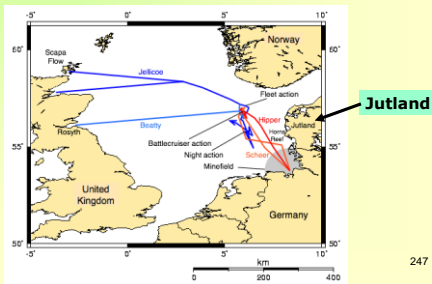 -5˚ 0˚ 5˚ 10˚
60˚
55˚
50˚
Scapa
Flow
Norway
Jellicoe
Fleet action
Hipper
Jutland
Jutland
Horns
Reef
Beatty
Rosyth
Battlecruiser action
Night action
Scheer
Minefield
United
Kingdom
Germany
60˚
55˚
50˚
-5˚ 0˚ 5˚ 10˚
km
0 200 400
247